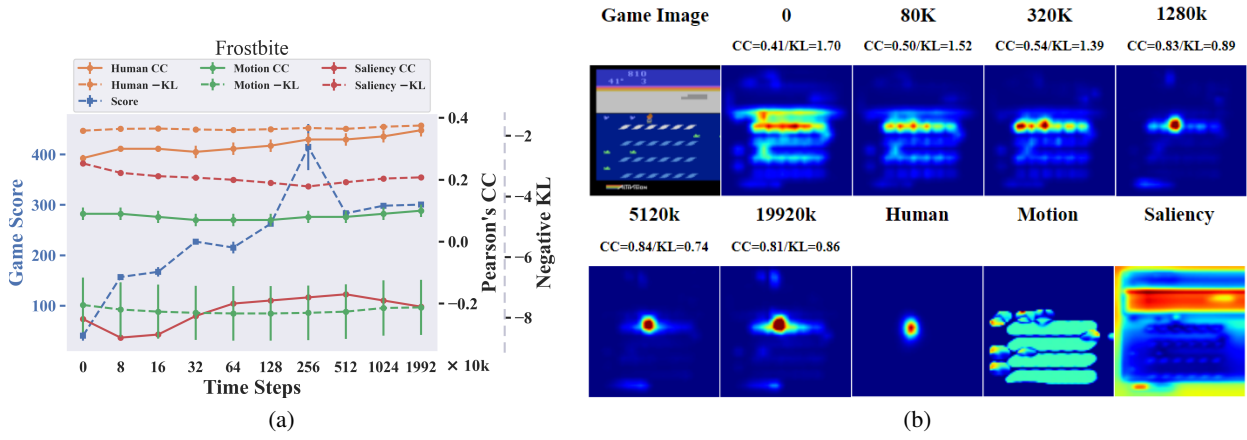 Frostbite
Human CC
Motion CC
Saliency CC
Human −KL
Motion −KL
Saliency −KL
Score
Game Score
400
300
200
100
0.4
0.2
0.0
−0.2
Pearson's CC
−2
−4
−6
−8
Negative KL
0 8 16 32 64 128 256 512 1024 1992 × 10k
Time Steps
(a)
Game Image 0 80K 320K 1280k
CC=0.41/KL=1.70 CC=0.50/KL=1.52 CC=0.54/KL=1.39 CC=0.83/KL=0.89
810
41° 3
5120k 19920k Human Motion Saliency
CC=0.84/KL=0.74 CC=0.81/KL=0.86
(b)